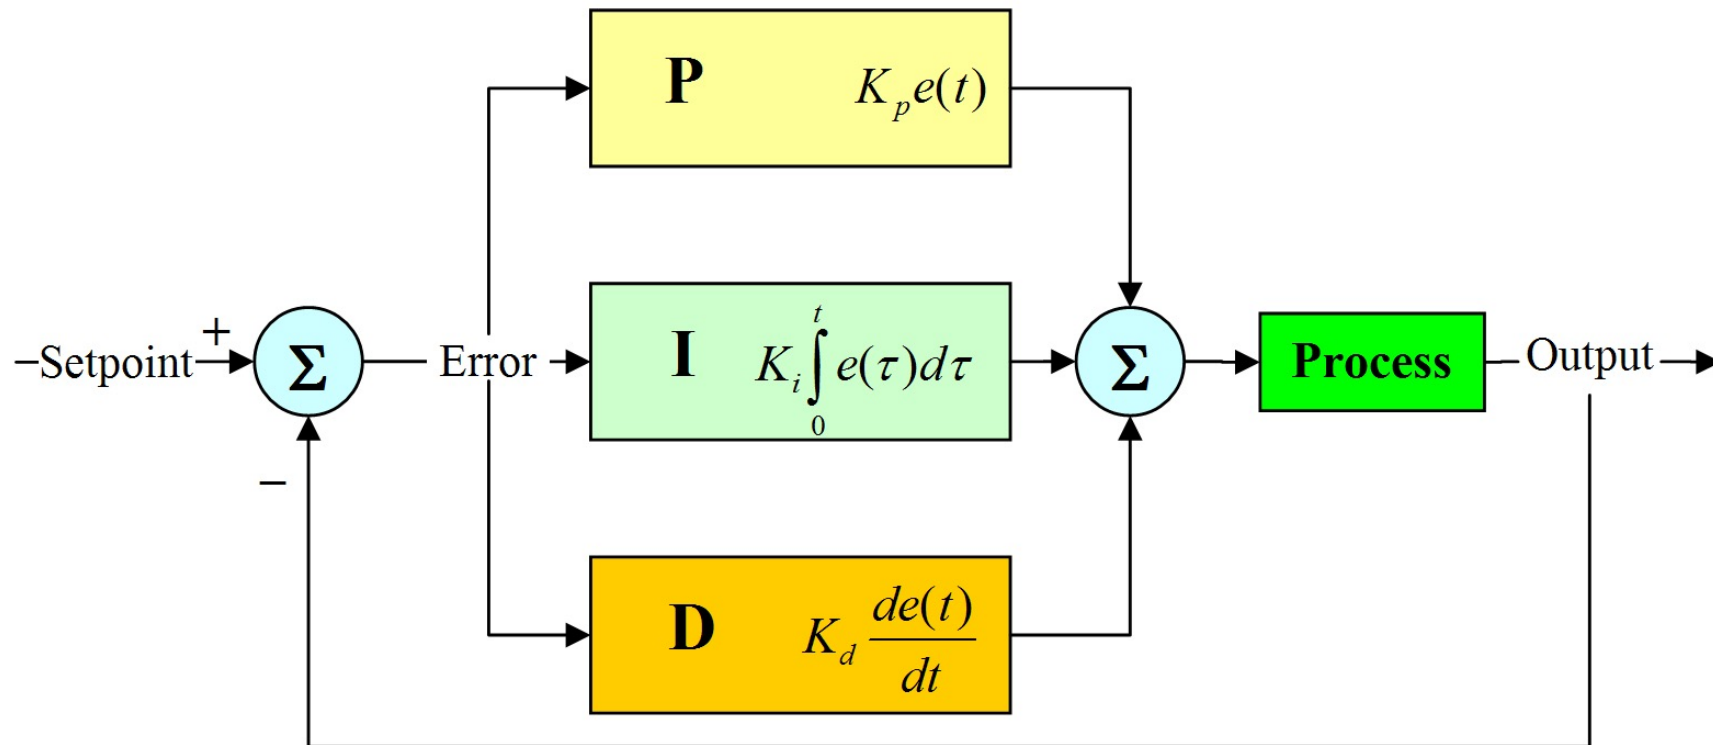 P K_p e(t)
–Setpoint + Σ Error I K_i ∫_0^t e(τ)dτ Σ Process Output
–
D K_d de(t)/dt